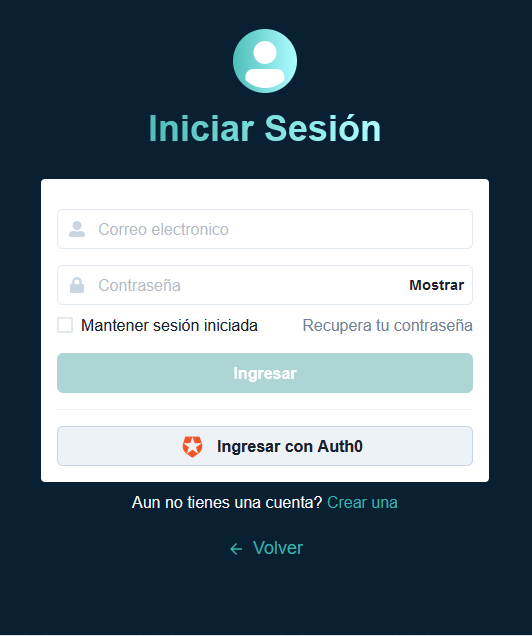 Iniciar Sesión
Correo electronico
Contraseña Mostrar
Mantener sesión iniciada Recupera tu contraseña
Ingresar
Ingresar con Auth0
Aun no tienes una cuenta? Crear una
Volver